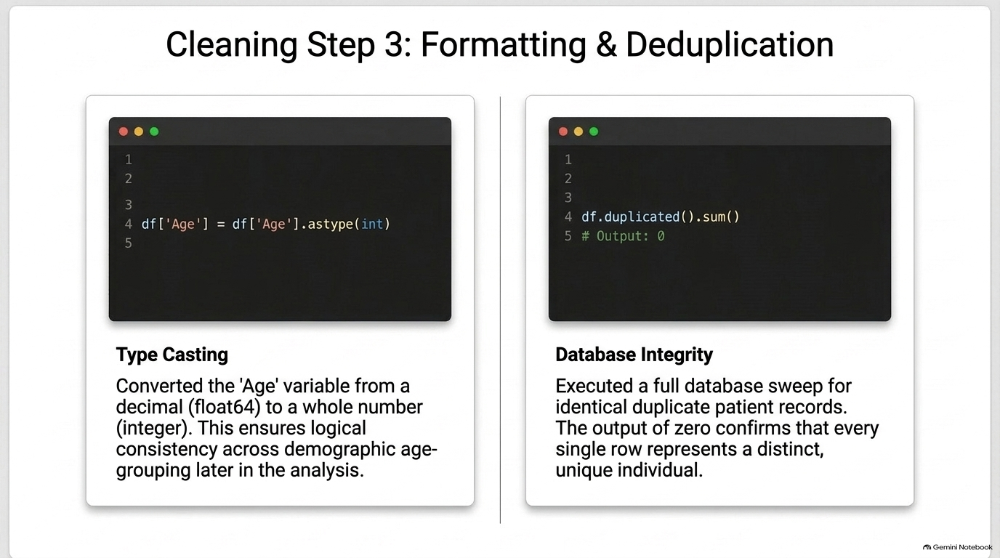 Cleaning Step 3: Formatting & Deduplication
1
2
3
4 df['Age'] = df['Age'].astype(int)
5
Type Casting
Converted the 'Age' variable from a
decimal (float64) to a whole number
(integer). This ensures logical
consistency across demographic age-
grouping later in the analysis.
1
2
3
4 df.duplicated().sum()
5 # Output: 0
Database Integrity
Executed a full database sweep for
identical duplicate patient records.
The output of zero confirms that every
single row represents a distinct,
unique individual.
Gemini Notebook